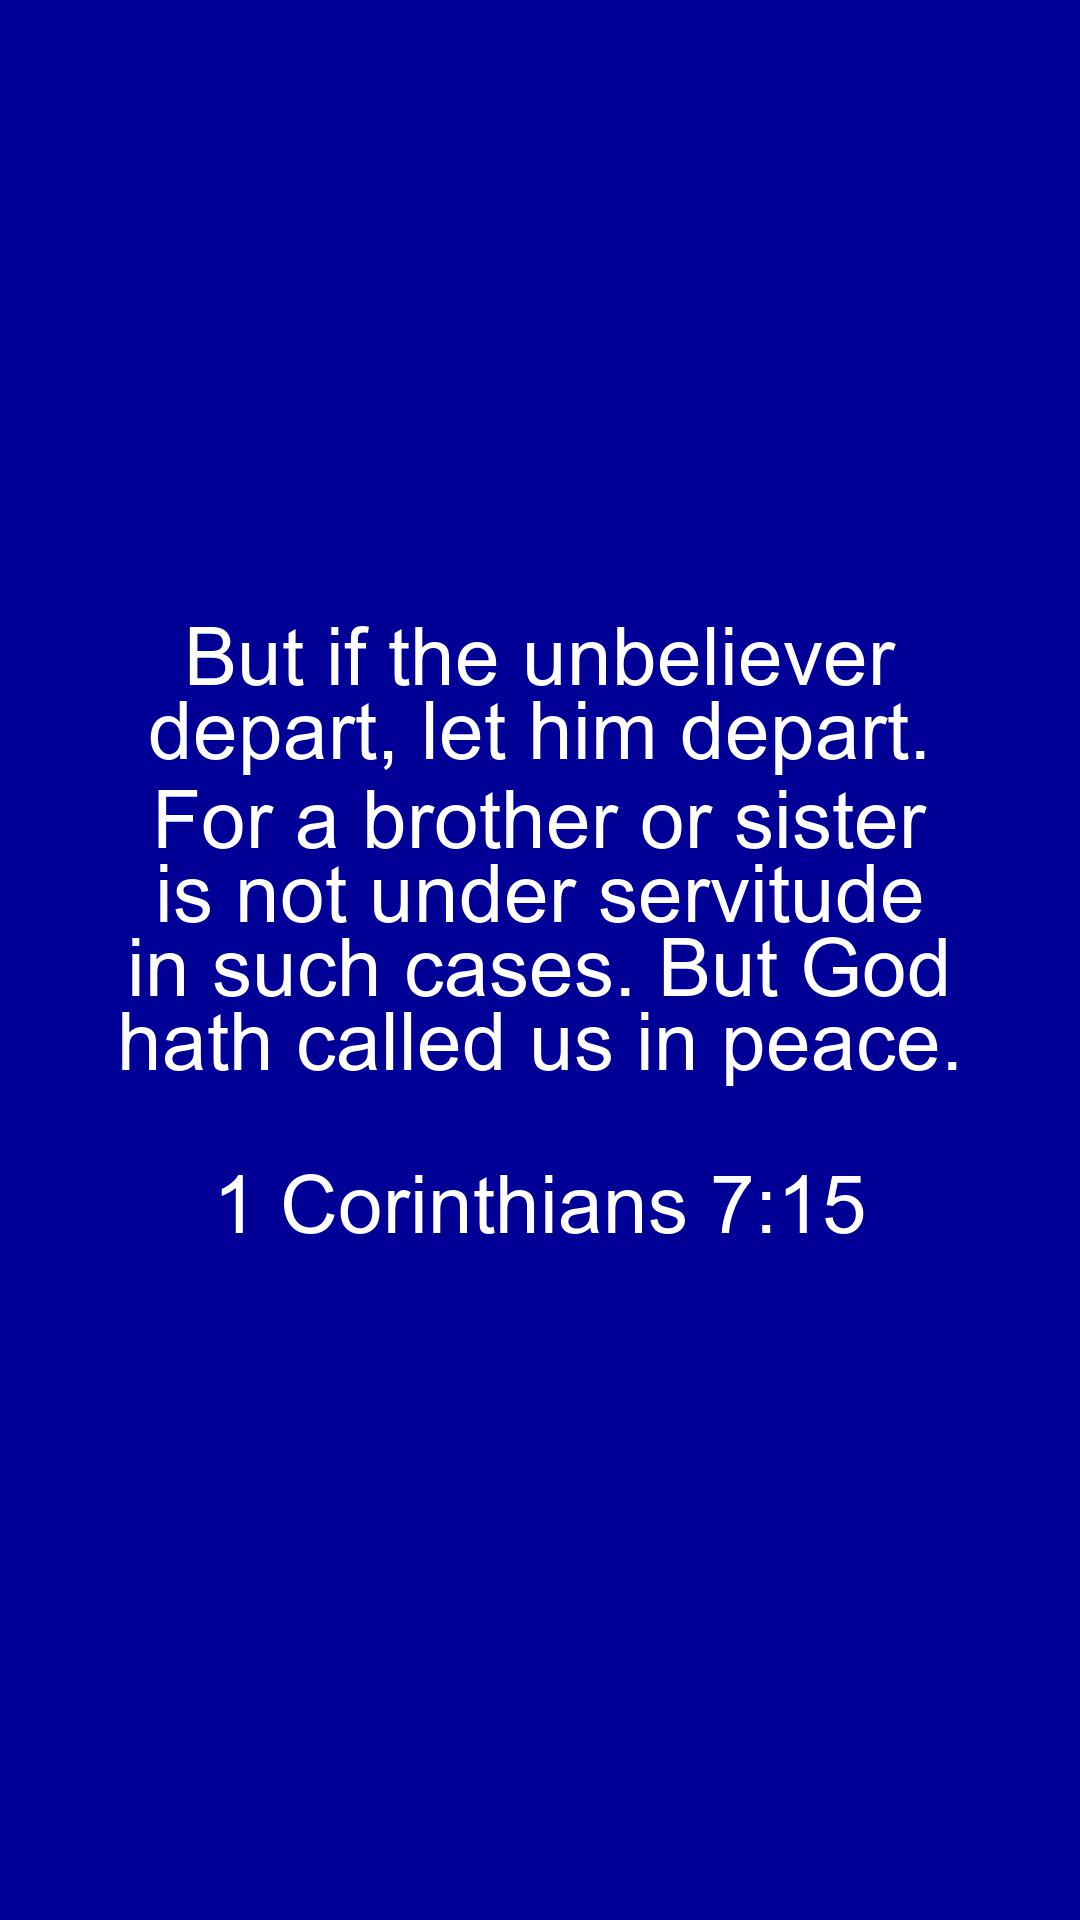 But if the unbeliever
depart, let him depart.
For a brother or sister
is not under servitude
in such cases. But God
hath called us in peace.
1 Corinthians 7:15